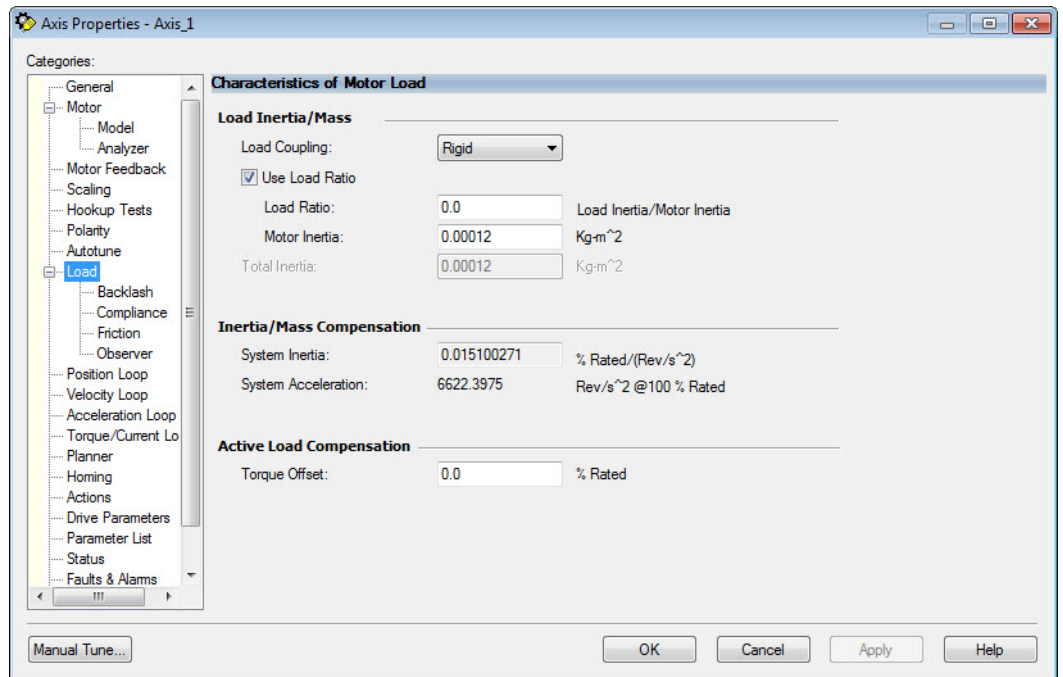 Axis Properties - Axis_1
Categories:
General
Motor
Model
Analyzer
Motor Feedback
Scaling
Hookup Tests
Polarity
Autotune
Load
Backlash
Compliance
Friction
Observer
Position Loop
Velocity Loop
Acceleration Loop
Torque/Current Lo
Planner
Homing
Actions
Drive Parameters
Parameter List
Status
Faults & Alarms
Characteristics of Motor Load
Load Inertia/Mass
Load Coupling: Rigid
Use Load Ratio
Load Ratio: 0.0 Load Inertia/Motor Inertia
Motor Inertia: 0.00012 Kg-m^2
Total Inertia: 0.00012 Kg-m^2
Inertia/Mass Compensation
System Inertia: 0.015100271 % Rated/(Rev/s^2)
System Acceleration: 6622.3975 Rev/s^2 @100 % Rated
Active Load Compensation
Torque Offset: 0.0 % Rated
Manual Tune... OK Cancel Apply Help